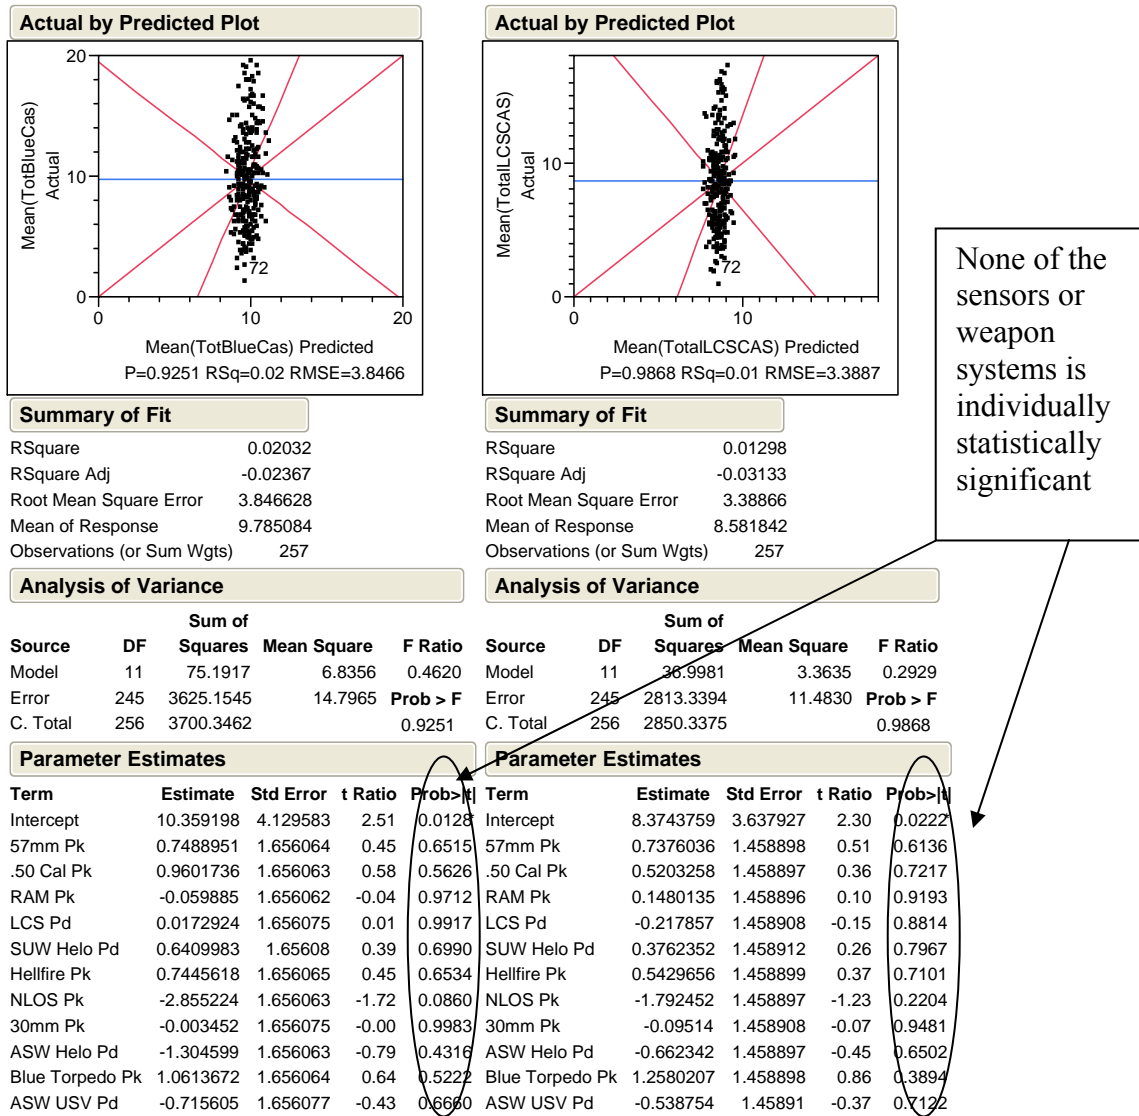 Actual by Predicted Plot
Mean(TotBlueCas)
Actual
20
10
0
72
0 10 20
Mean(TotBlueCas) Predicted
P=0.9251 RSq=0.02 RMSE=3.8466
Summary of Fit
RSquare 0.02032
RSquare Adj -0.02367
Root Mean Square Error 3.846628
Mean of Response 9.785084
Observations (or Sum Wgts) 257
Analysis of Variance
Sum of
Source DF Squares Mean Square F Ratio
Model 11 75.1917 6.8356 0.4620
Error 245 3625.1545 14.7965 Prob > F
C. Total 256 3700.3462 0.9251
Parameter Estimates
Term Estimate Std Error t Ratio Prob>|t|
Intercept 10.359198 4.129583 2.51 0.0128*
57mm Pk 0.7488951 1.656064 0.45 0.6515
.50 Cal Pk 0.9601736 1.656063 0.58 0.5626
RAM Pk -0.059885 1.656062 -0.04 0.9712
LCS Pd 0.0172924 1.656075 0.01 0.9917
SUW Helo Pd 0.6409983 1.65608 0.39 0.6990
Hellfire Pk 0.7445618 1.656065 0.45 0.6534
NLOS Pk -2.855224 1.656063 -1.72 0.0860
30mm Pk -0.003452 1.656075 -0.00 0.9983
ASW Helo Pd -1.304599 1.656063 -0.79 0.4316
Blue Torpedo Pk 1.0613672 1.656064 0.64 0.5222
ASW USV Pd -0.715605 1.656077 -0.43 0.6660
Actual by Predicted Plot
Mean(TotalLCSCAS)
Actual
10
0
72
0 10
Mean(TotalLCSCAS) Predicted
P=0.9868 RSq=0.01 RMSE=3.3887
Summary of Fit
RSquare 0.01298
RSquare Adj -0.03133
Root Mean Square Error 3.38866
Mean of Response 8.581842
Observations (or Sum Wgts) 257
Analysis of Variance
Sum of
Source DF Squares Mean Square F Ratio
Model 11 36.9981 3.3635 0.2929
Error 245 2813.3394 11.4830 Prob > F
C. Total 256 2850.3375 0.9868
Parameter Estimates
Term Estimate Std Error t Ratio Prob>|t|
Intercept 8.3743759 3.637927 2.30 0.0222*
57mm Pk 0.7376036 1.458898 0.51 0.6136
.50 Cal Pk 0.5203258 1.458897 0.36 0.7217
RAM Pk 0.1480135 1.458896 0.10 0.9193
LCS Pd -0.217857 1.458908 -0.15 0.8814
SUW Helo Pd 0.3762352 1.458912 0.26 0.7967
Hellfire Pk 0.5429656 1.458899 0.37 0.7101
NLOS Pk -1.792452 1.458897 -1.23 0.2204
30mm Pk -0.09514 1.458908 -0.07 0.9481
ASW Helo Pd -0.662342 1.458897 -0.45 0.6502
Blue Torpedo Pk 1.2580207 1.458898 0.86 0.3894
ASW USV Pd -0.538754 1.45891 -0.37 0.7122
None of the
sensors or
weapon
systems is
individually
statistically
significant